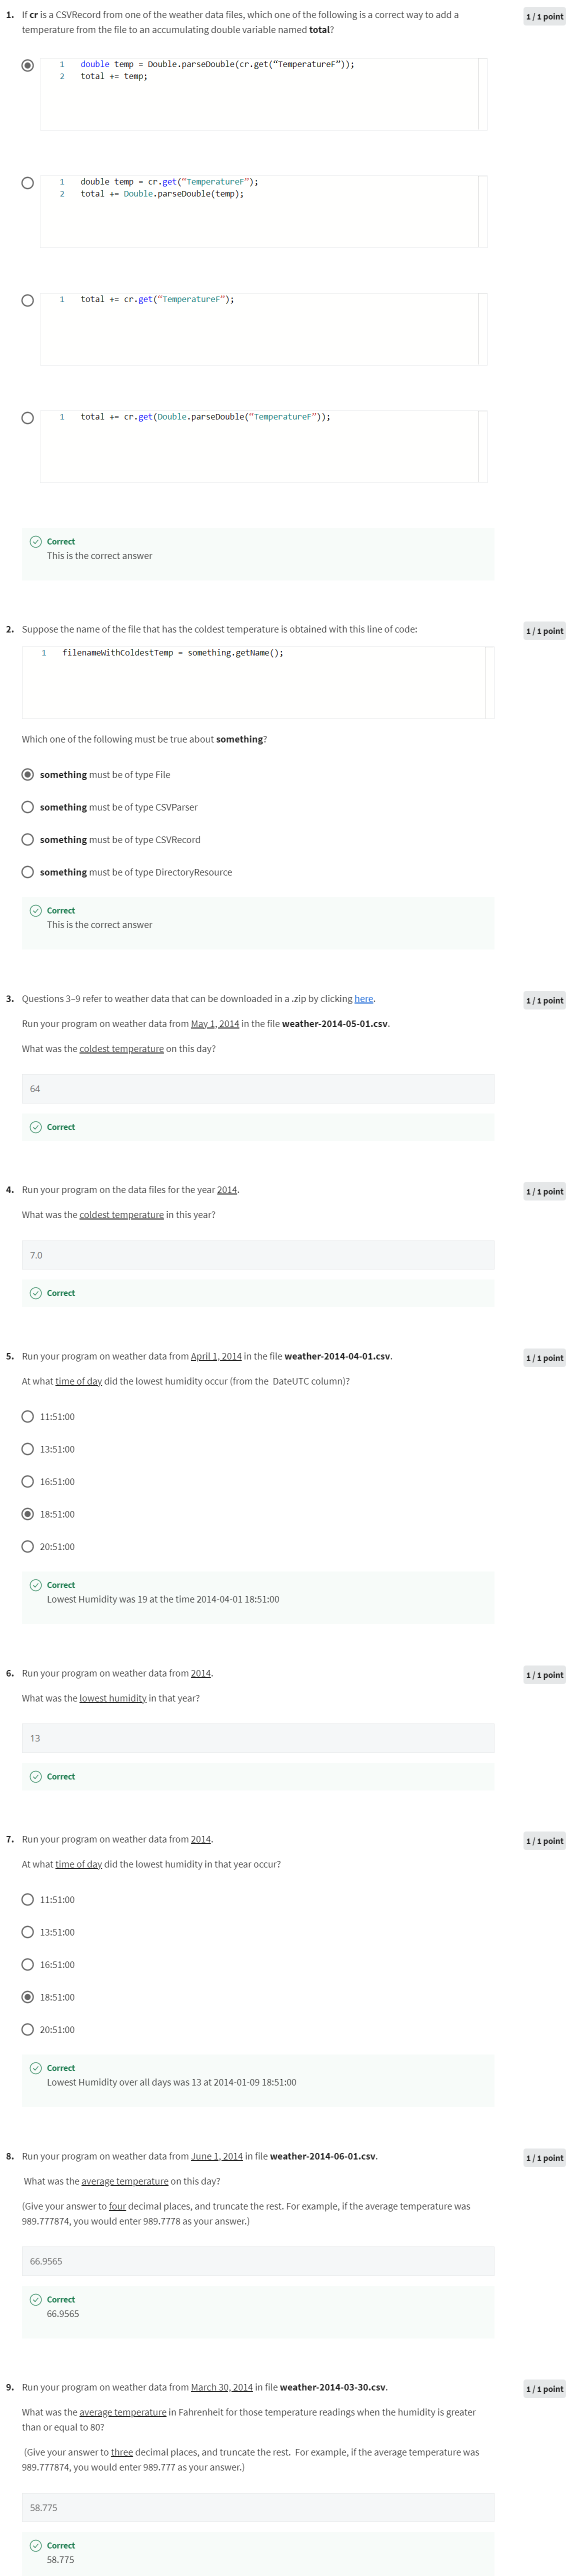 1. If cr is a CSVRecord from one of the weather data files, which one of the following is a correct way to add a
1 / 1 point
temperature from the file to an accumulating double variable named total?
1 double temp = Double.parseDouble(cr.get(“TemperatureF”));
2 total += temp;
1 double temp = cr.get(“TemperatureF”);
2 total += Double.parseDouble(temp);
1 total += cr.get(“TemperatureF”);
1 total += cr.get(Double.parseDouble(“TemperatureF”));
Correct
This is the correct answer
2. Suppose the name of the file that has the coldest temperature is obtained with this line of code:
1 / 1 point
1 filenameWithColdestTemp = something.getName();
Which one of the following must be true about something?
something must be of type File
something must be of type CSVParser
something must be of type CSVRecord
something must be of type DirectoryResource
Correct
This is the correct answer
3. Questions 3–9 refer to weather data that can be downloaded in a .zip by clicking here.
1 / 1 point
Run your program on weather data from May 1, 2014 in the file weather-2014-05-01.csv.
What was the coldest temperature on this day?
64
Correct
4. Run your program on the data files for the year 2014.
1 / 1 point
What was the coldest temperature in this year?
7.0
Correct
5. Run your program on weather data from April 1, 2014 in the file weather-2014-04-01.csv.
1 / 1 point
At what time of day did the lowest humidity occur (from the DateUTC column)?
11:51:00
13:51:00
16:51:00
18:51:00
20:51:00
Correct
Lowest Humidity was 19 at the time 2014-04-01 18:51:00
6. Run your program on weather data from 2014.
1 / 1 point
What was the lowest humidity in that year?
13
Correct
7. Run your program on weather data from 2014.
1 / 1 point
At what time of day did the lowest humidity in that year occur?
11:51:00
13:51:00
16:51:00
18:51:00
20:51:00
Correct
Lowest Humidity over all days was 13 at 2014-01-09 18:51:00
8. Run your program on weather data from June 1, 2014 in file weather-2014-06-01.csv.
1 / 1 point
What was the average temperature on this day?
(Give your answer to four decimal places, and truncate the rest. For example, if the average temperature was
989.777874, you would enter 989.7778 as your answer.)
66.9565
Correct
66.9565
9. Run your program on weather data from March 30, 2014 in file weather-2014-03-30.csv.
1 / 1 point
What was the average temperature in Fahrenheit for those temperature readings when the humidity is greater
than or equal to 80?
(Give your answer to three decimal places, and truncate the rest. For example, if the average temperature was
989.777874, you would enter 989.777 as your answer.)
58.775
Correct
58.775